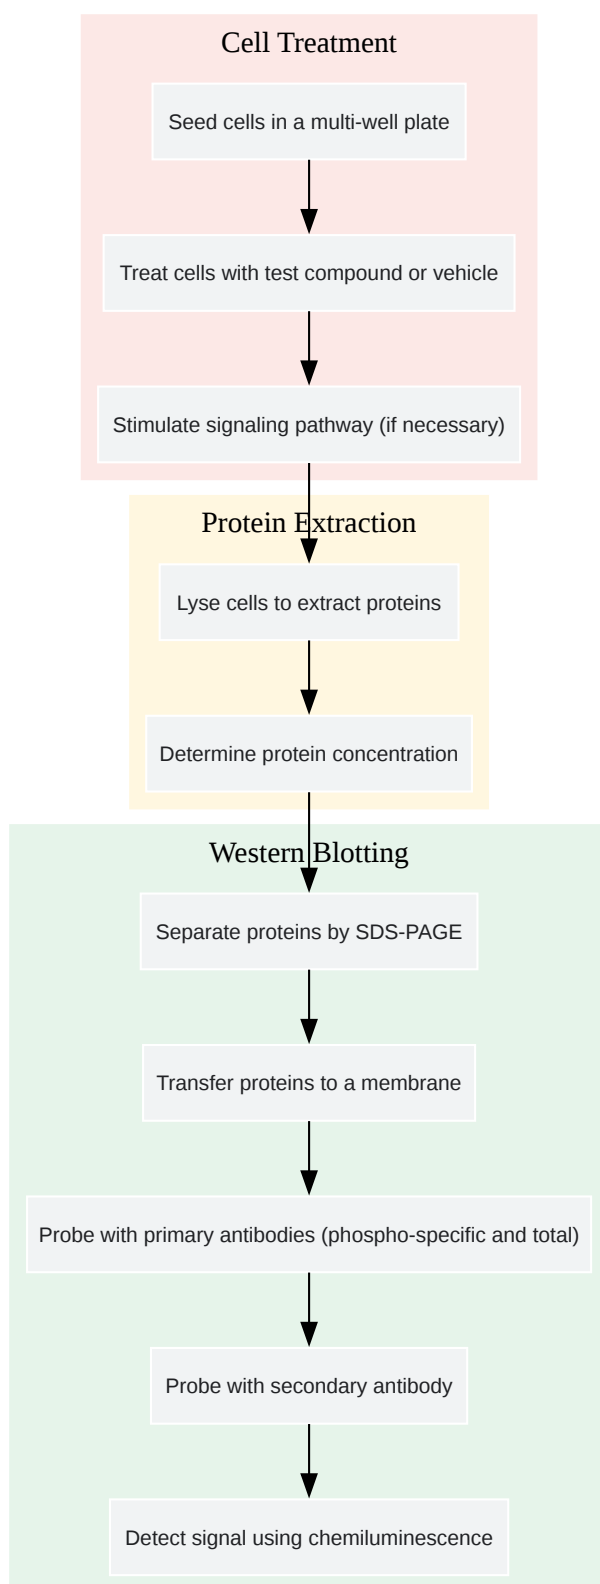 Cell Treatment
Seed cells in a multi-well plate
Treat cells with test compound or vehicle
Stimulate signaling pathway (if necessary)
Protein Extraction
Lyse cells to extract proteins
Determine protein concentration
Western Blotting
Separate proteins by SDS-PAGE
Transfer proteins to a membrane
Probe with primary antibodies (phospho-specific and total)
Probe with secondary antibody
Detect signal using chemiluminescence